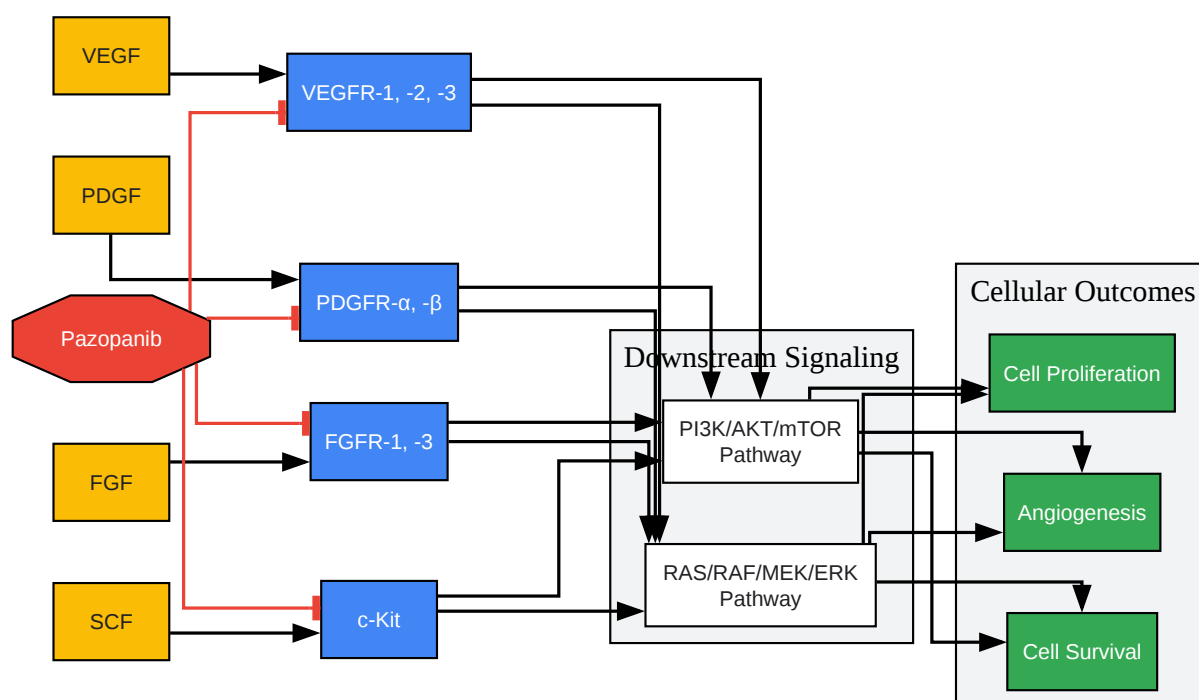 VEGF
VEGFR-1, -2, -3
PDGF
PDGFR-α, -β
Pazopanib
FGFR-1, -3
FGF
SCF
c-Kit
Downstream Signaling
PI3K/AKT/mTOR
Pathway
RAS/RAF/MEK/ERK
Pathway
Cellular Outcomes
Cell Proliferation
Angiogenesis
Cell Survival